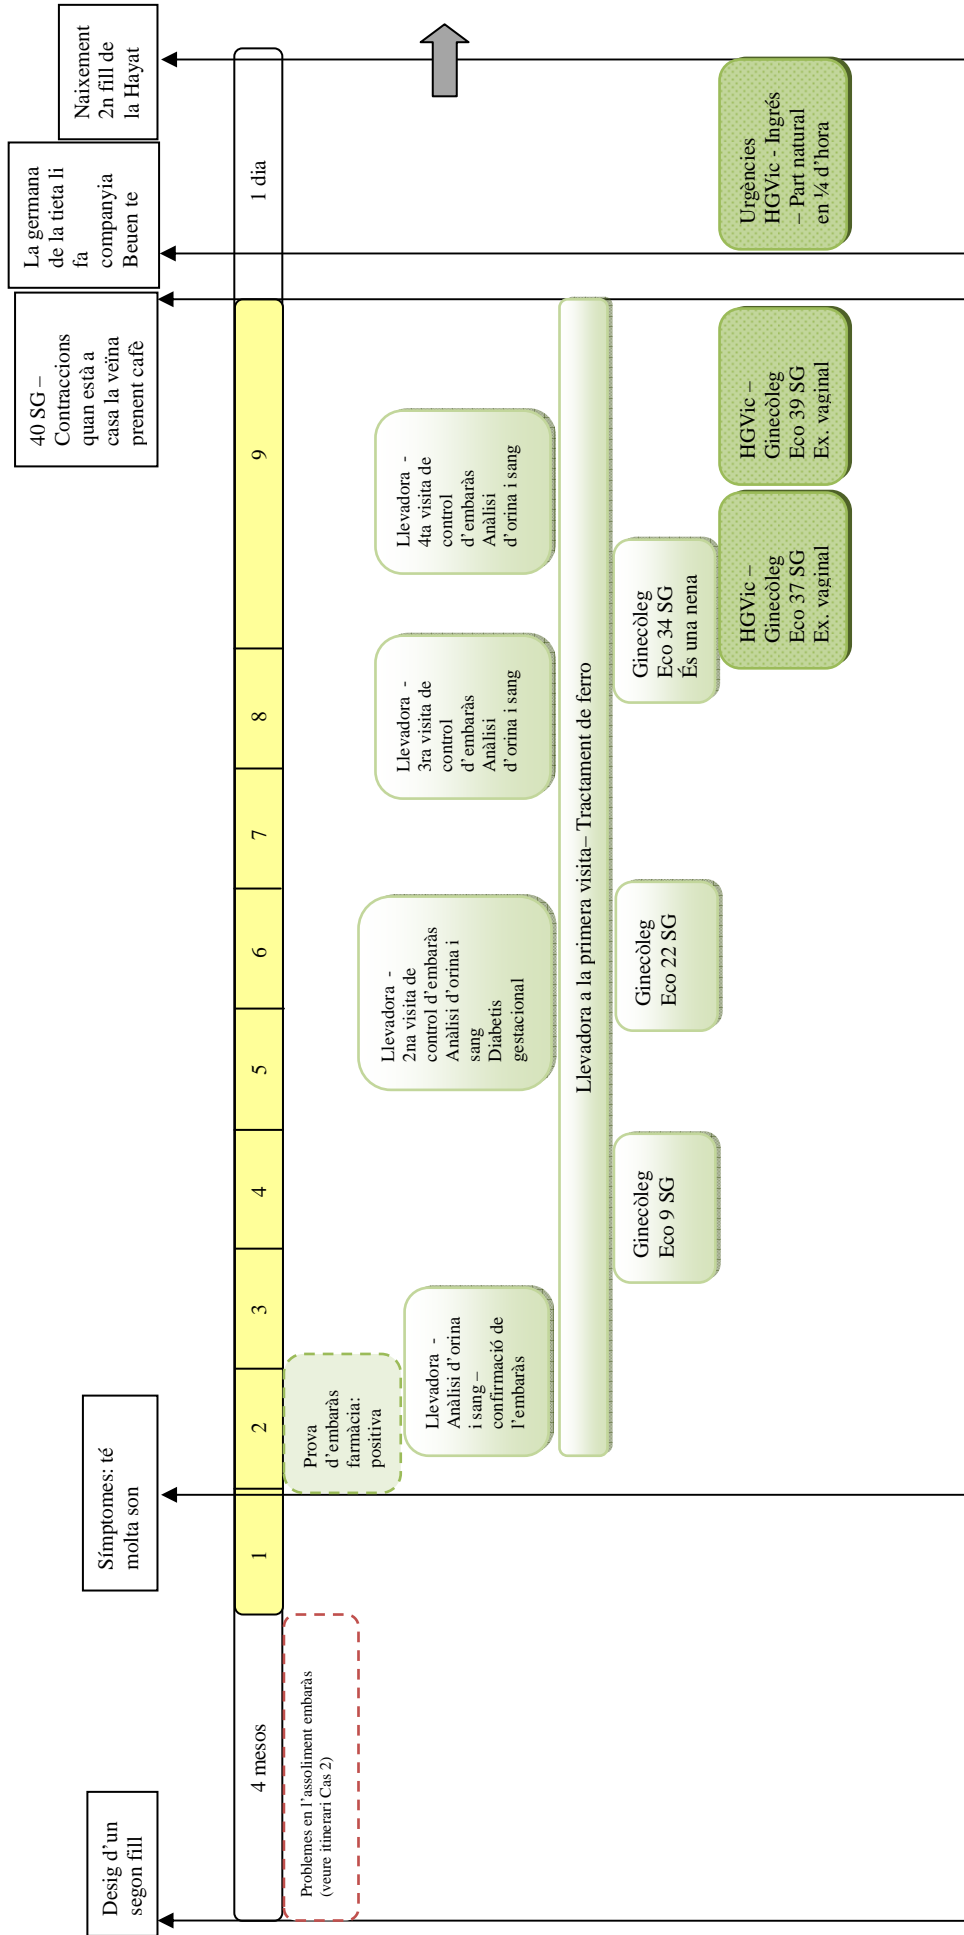 Desig d'un
segon fill
Símptomes: té
molta son
40 SG –
Contraccions
quan està a
casa la veïna
prenent cafè
La germana
de la tieta li
fa
companyia
Beuen te
Naixement
2n fill de
la Hayat
4 mesos
1
2
3
4
5
6
7
8
9
1 dia
Problemes en l'assoliment embaràs
(veure itinerari Cas 2)
Prova
d'embaràs
farmàcia:
positiva
Llevadora -
Anàlisi d'orina
i sang –
confirmació de
l'embaràs
Llevadora -
2na visita de
control d'embaràs
Anàlisi d'orina i
sang
Diabetis
gestacional
Llevadora -
3ra visita de
control
d'embaràs
Anàlisi
d'orina i sang
Llevadora -
4ta visita de
control
d'embaràs
Anàlisi
d'orina i sang
Llevadora a la primera visita– Tractament de ferro
Ginecòleg
Eco 9 SG
Ginecòleg
Eco 22 SG
Ginecòleg
Eco 34 SG
És una nena
HGVic –
Ginecòleg
Eco 37 SG
Ex. vaginal
HGVic –
Ginecòleg
Eco 39 SG
Ex. vaginal
Urgències
HGVic - Ingrés
– Part natural
en ¼ d'hora